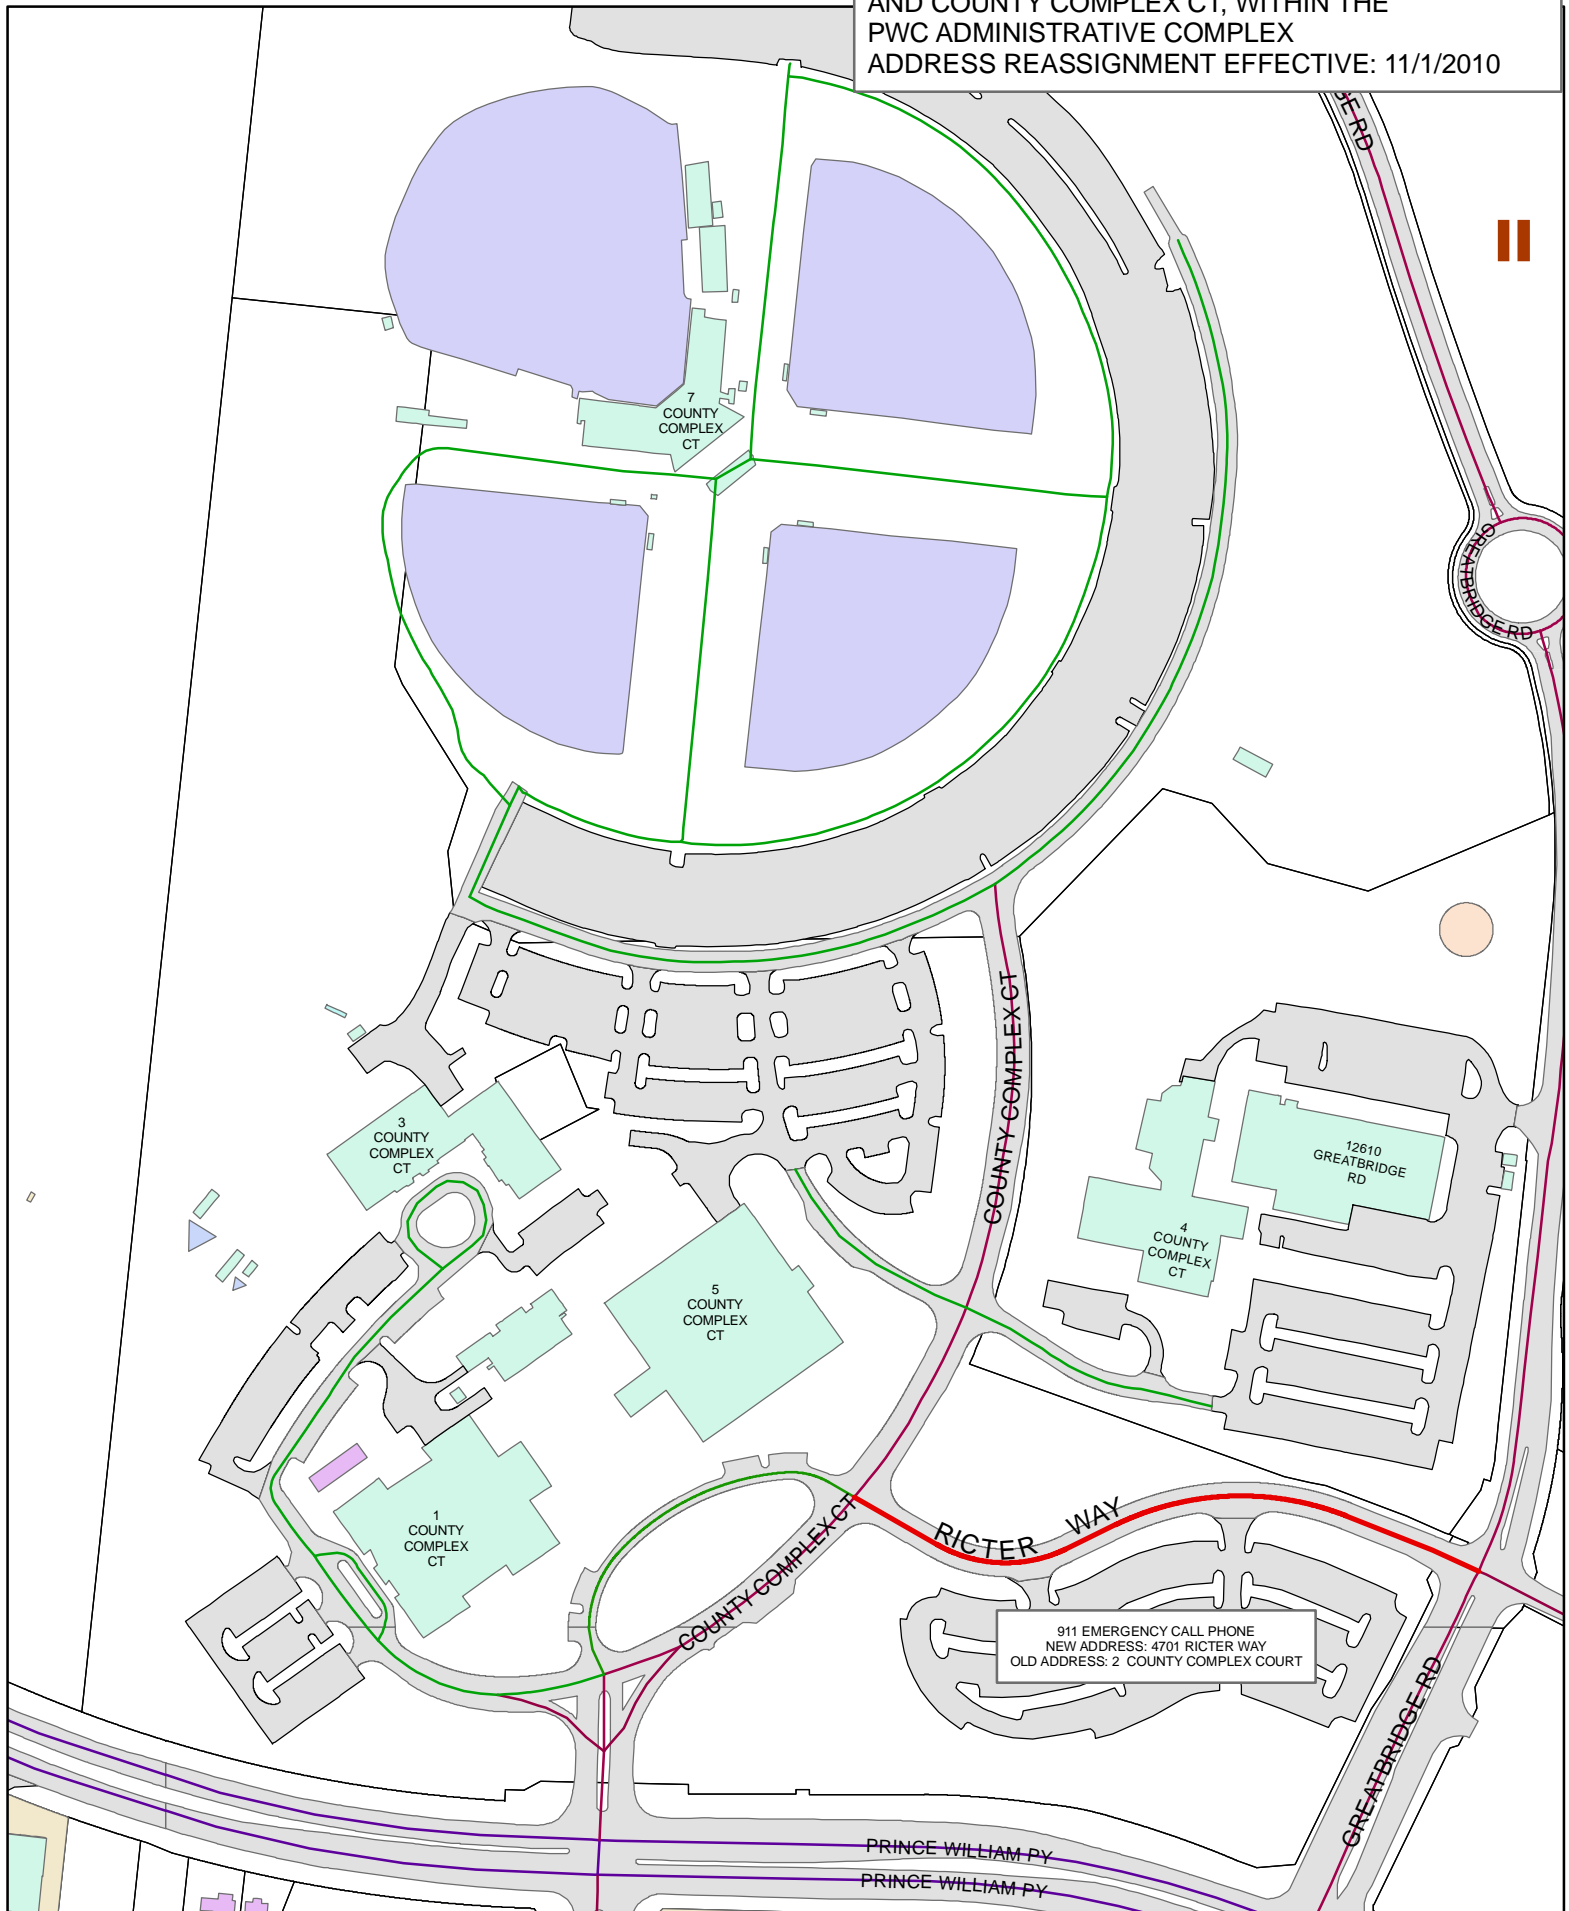 AND COUNTY COMPLEX CT, WITHIN THE
PWC ADMINISTRATIVE COMPLEX
ADDRESS REASSIGNMENT EFFECTIVE: 11/1/2010
GE RD
7
COUNTY
COMPLEX
CT
GREATBRIDGE RD
COUNTY COMPLEX CT
3
COUNTY
COMPLEX
CT
12610
GREATBRIDGE
RD
4
COUNTY
COMPLEX
CT
5
COUNTY
COMPLEX
CT
1
COUNTY
COMPLEX
CT
COUNTY COMPLEX CT
RICTER WAY
911 EMERGENCY CALL PHONE
NEW ADDRESS: 4701 RICTER WAY
OLD ADDRESS: 2 COUNTY COMPLEX COURT
GREATBRIDGE RD
PRINCE WILLIAM PY
PRINCE WILLIAM PY